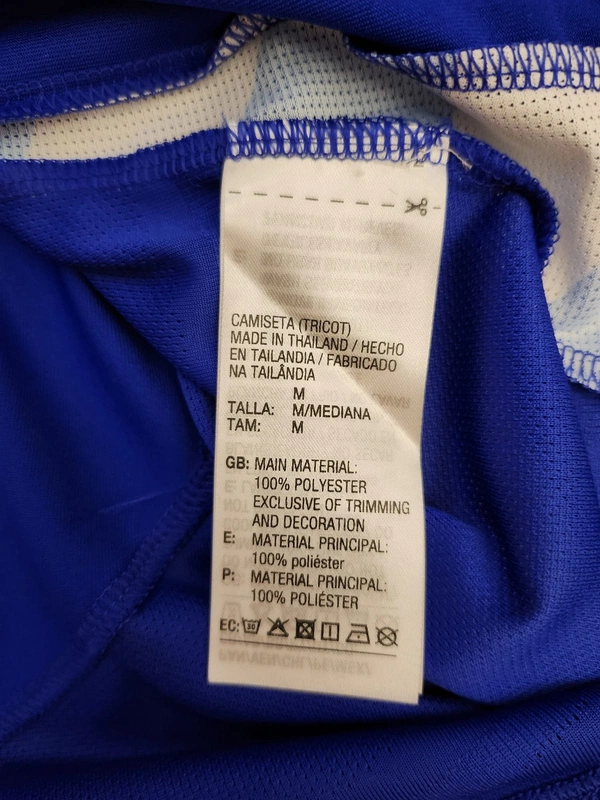 CAMISETA (TRICOT)
MADE IN THAILAND / HECHO
EN TAILANDIA / FABRICADO
NA TAILÂNDIA
M
TALLA: M/MEDIANA
TAM: M
GB: MAIN MATERIAL:
100% POLYESTER
EXCLUSIVE OF TRIMMING
AND DECORATION
E: MATERIAL PRINCIPAL:
100% poliéster
P: MATERIAL PRINCIPAL:
100% POLIÉSTER
EC: 30